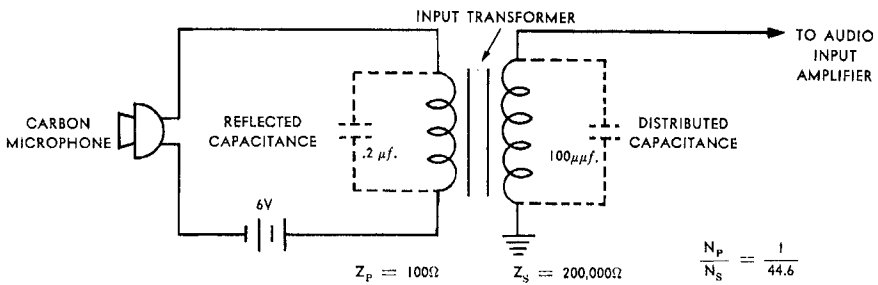 INPUT TRANSFORMER
TO AUDIO
INPUT
AMPLIFIER
CARBON
MICROPHONE
REFLECTED
CAPACITANCE
.2 μf.
100μμf.
DISTRIBUTED
CAPACITANCE
6V
Z_P = 100Ω
Z_S = 200,000Ω
N_P / N_S = 1 / 44.6